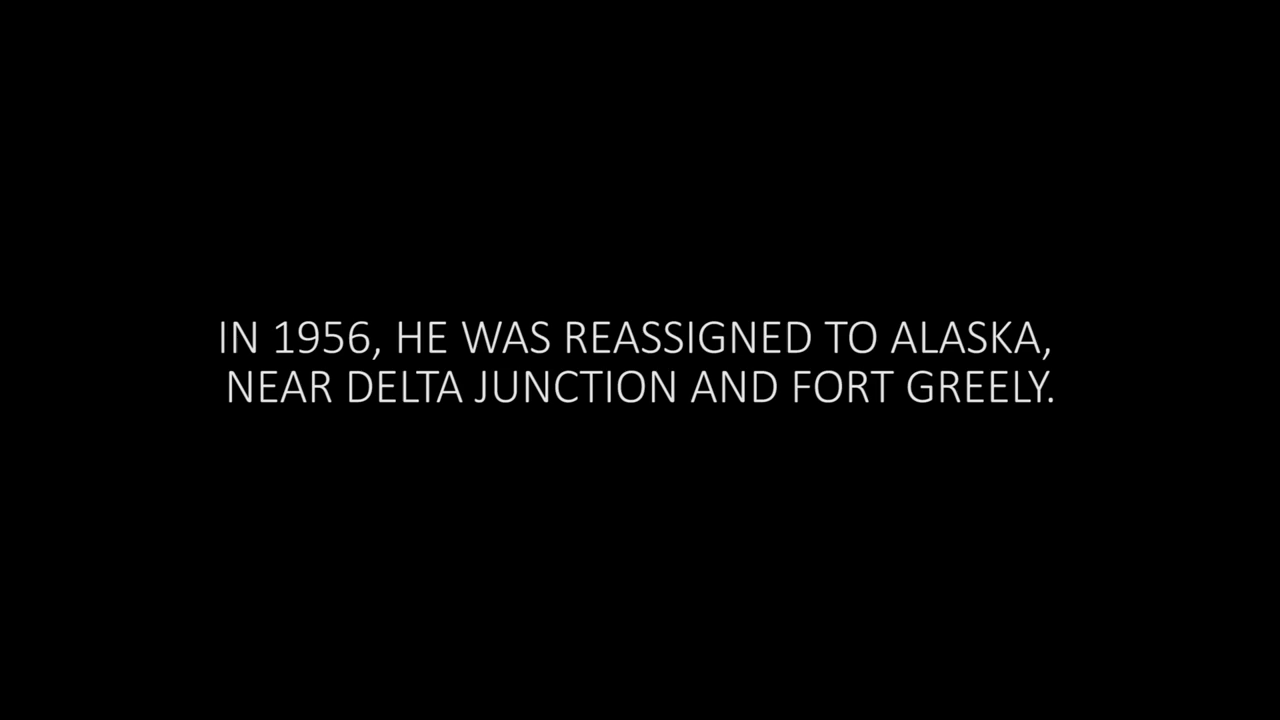 IN 1956, HE WAS REASSIGNED TO ALASKA,
NEAR DELTA JUNCTION AND FORT GREELY.